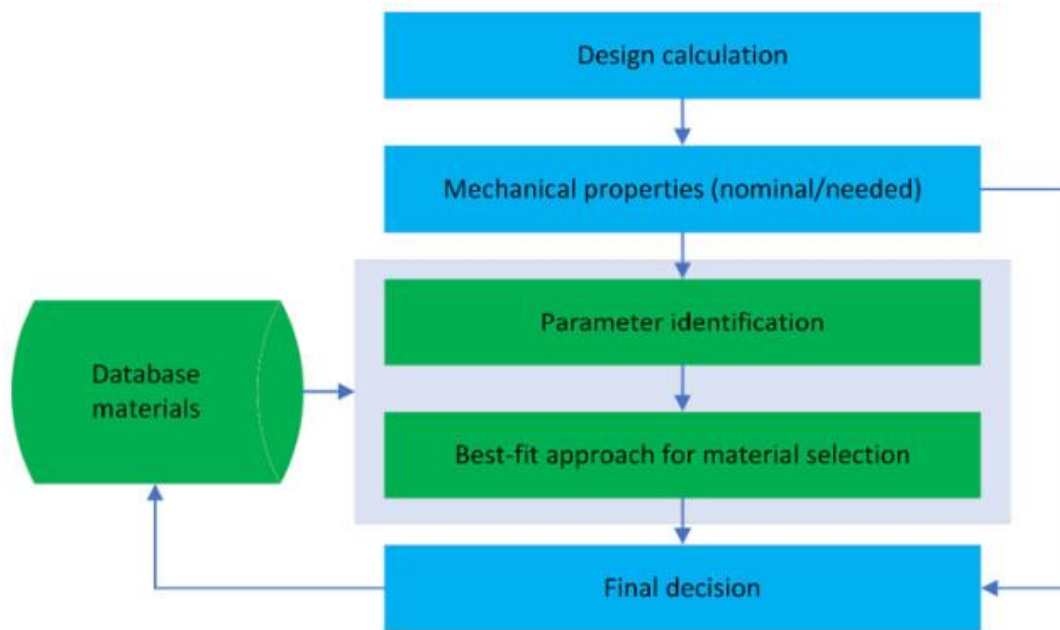 Design calculation
Mechanical properties (nominal/needed)
Parameter identification
Database
materials
Best-fit approach for material selection
Final decision